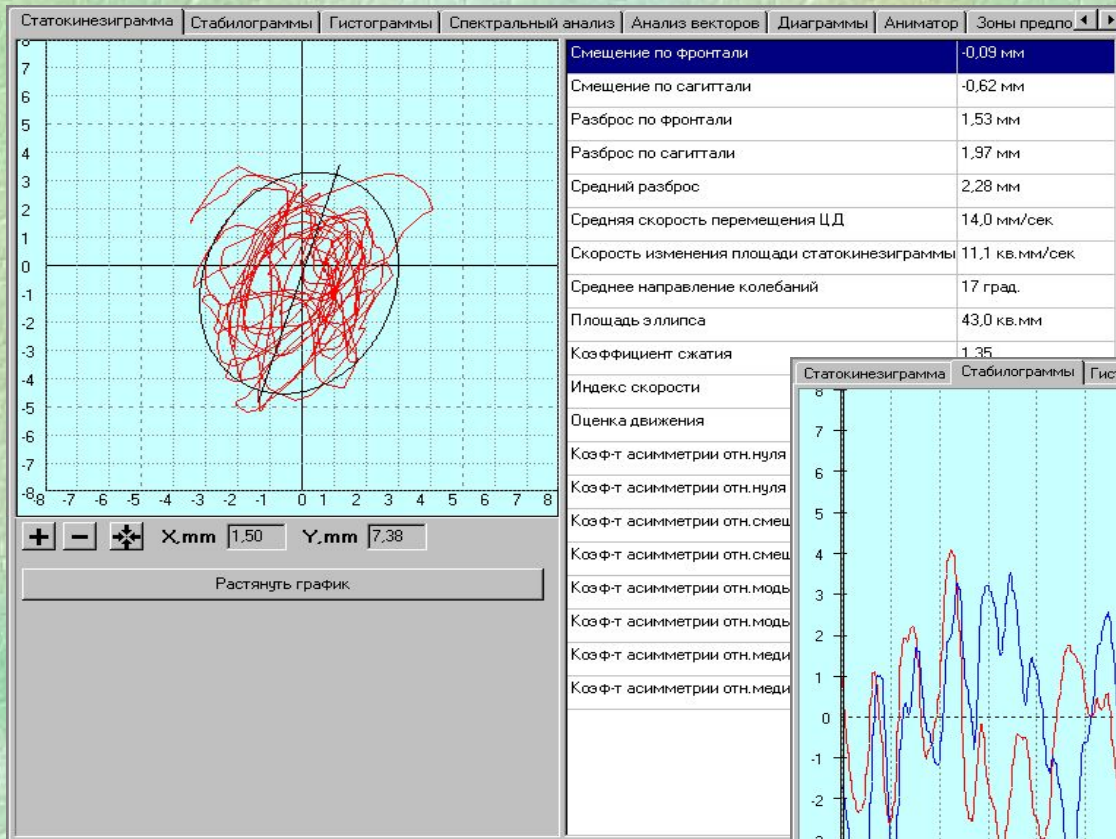 Статокинезиграмма Стабилограммы Гистограммы Спектральный анализ Анализ векторов Диаграммы Аниматор Зоны предпо
8
7
6
5
4
3
2
1
0
-1
-2
-3
-4
-5
-6
-7
-8
-8 -7 -6 -5 -4 -3 -2 -1 0 1 2 3 4 5 6 7 8
X,mm 1,50 Y,mm 7,38
Растянуть график
Смещение по фронтали -0,09 мм
Смещение по сагиттали -0,62 мм
Разброс по фронтали 1,53 мм
Разброс по сагиттали 1,97 мм
Средний разброс 2,28 мм
Средняя скорость перемещения ЦД 14,0 мм/сек
Скорость изменения площади статокинезиграммы 11,1 кв.мм/сек
Среднее направление колебаний 17 град.
Площадь эллипса 43,0 кв.мм
Коэффициент сжатия 1,35
Индекс скорости
Оценка движения
Коэф-т асимметрии отн.нуля
Коэф-т асимметрии отн.нуля
Коэф-т асимметрии отн.смещ
Коэф-т асимметрии отн.смещ
Коэф-т асимметрии отн.моды
Коэф-т асимметрии отн.моды
Коэф-т асимметрии отн.меди
Коэф-т асимметрии отн.меди
Статокинезиграмма Стабилограммы Гис
8
7
6
5
4
3
2
1
0
-1
-2